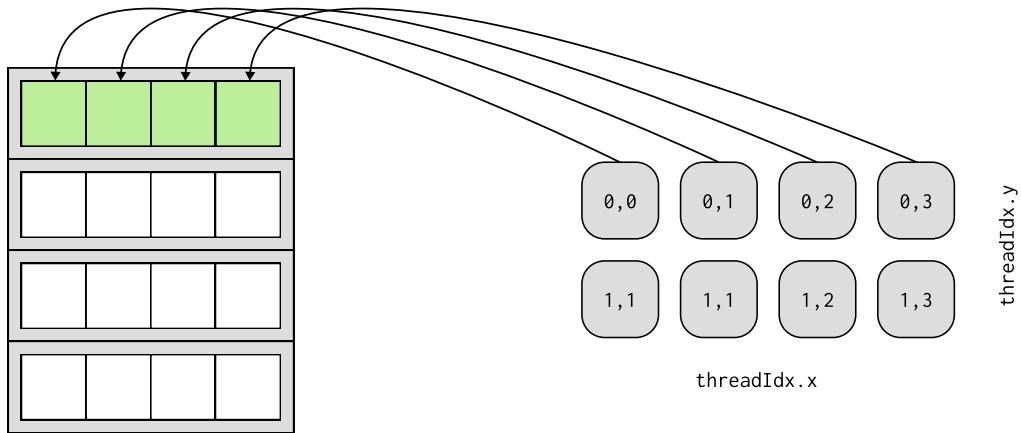 0,0 0,1 0,2 0,3
1,1 1,1 1,2 1,3
threadIdx.x
threadIdx.y